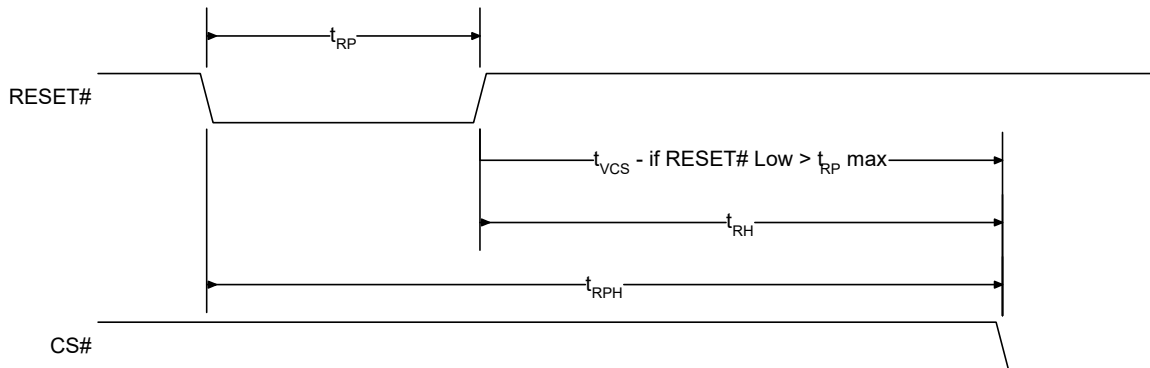 tRP
RESET#
tVCS - if RESET# Low > tRP max
tRH
tRPH
CS#